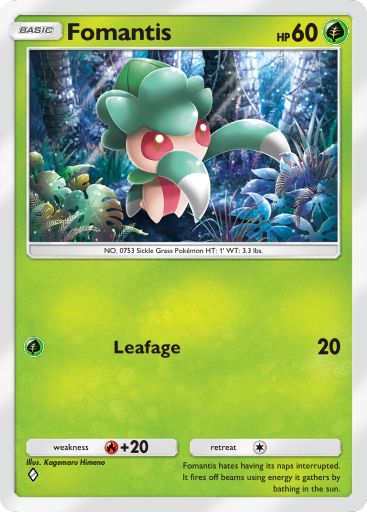 BASIC Fomantis HP 60
NO. 0753 Sickle Grass Pokémon HT: 1' WT: 3.3 lbs.
Leafage 20
weakness +20 retreat
Illus. Kagemaru Himeno
Fomantis hates having its naps interrupted.
It fires off beams using energy it gathers by
bathing in the sun.